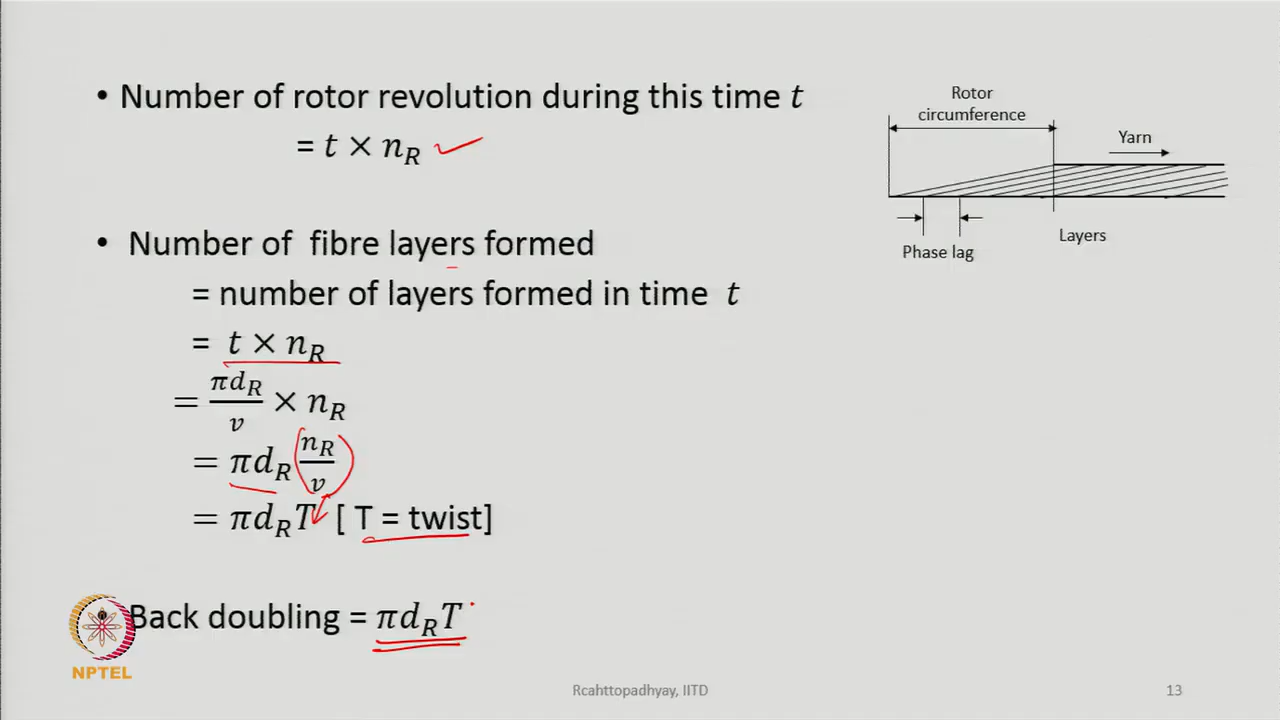 • Number of rotor revolution during this time t
= t × n_R
• Number of fibre layers formed
= number of layers formed in time t
= t × n_R
= πd_R/v × n_R
= πd_R (n_R/v)
= πd_R T [ T = twist]
Back doubling = πd_R T
Rotor
circumference
Yarn
Phase lag
Layers
NPTEL
Rcahttopadhyay, IITD
13